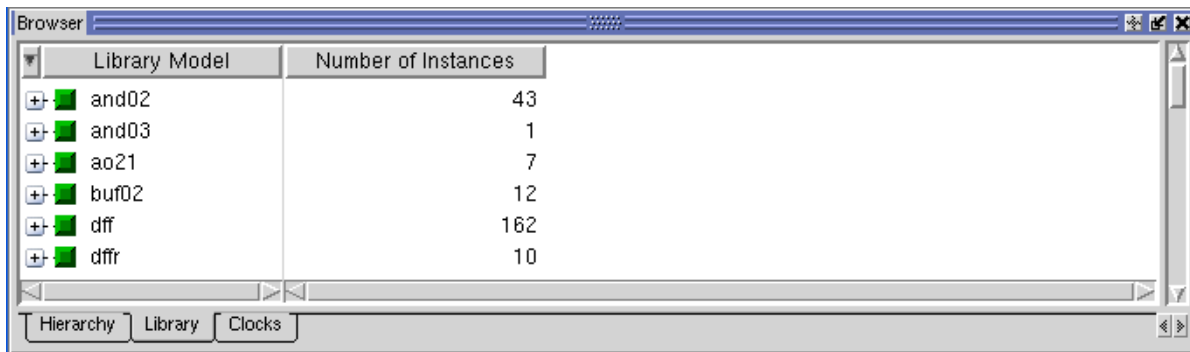 Browser
Library Model Number of Instances
and02 43
and03 1
ao21 7
buf02 12
dff 162
dffr 10
Hierarchy Library Clocks